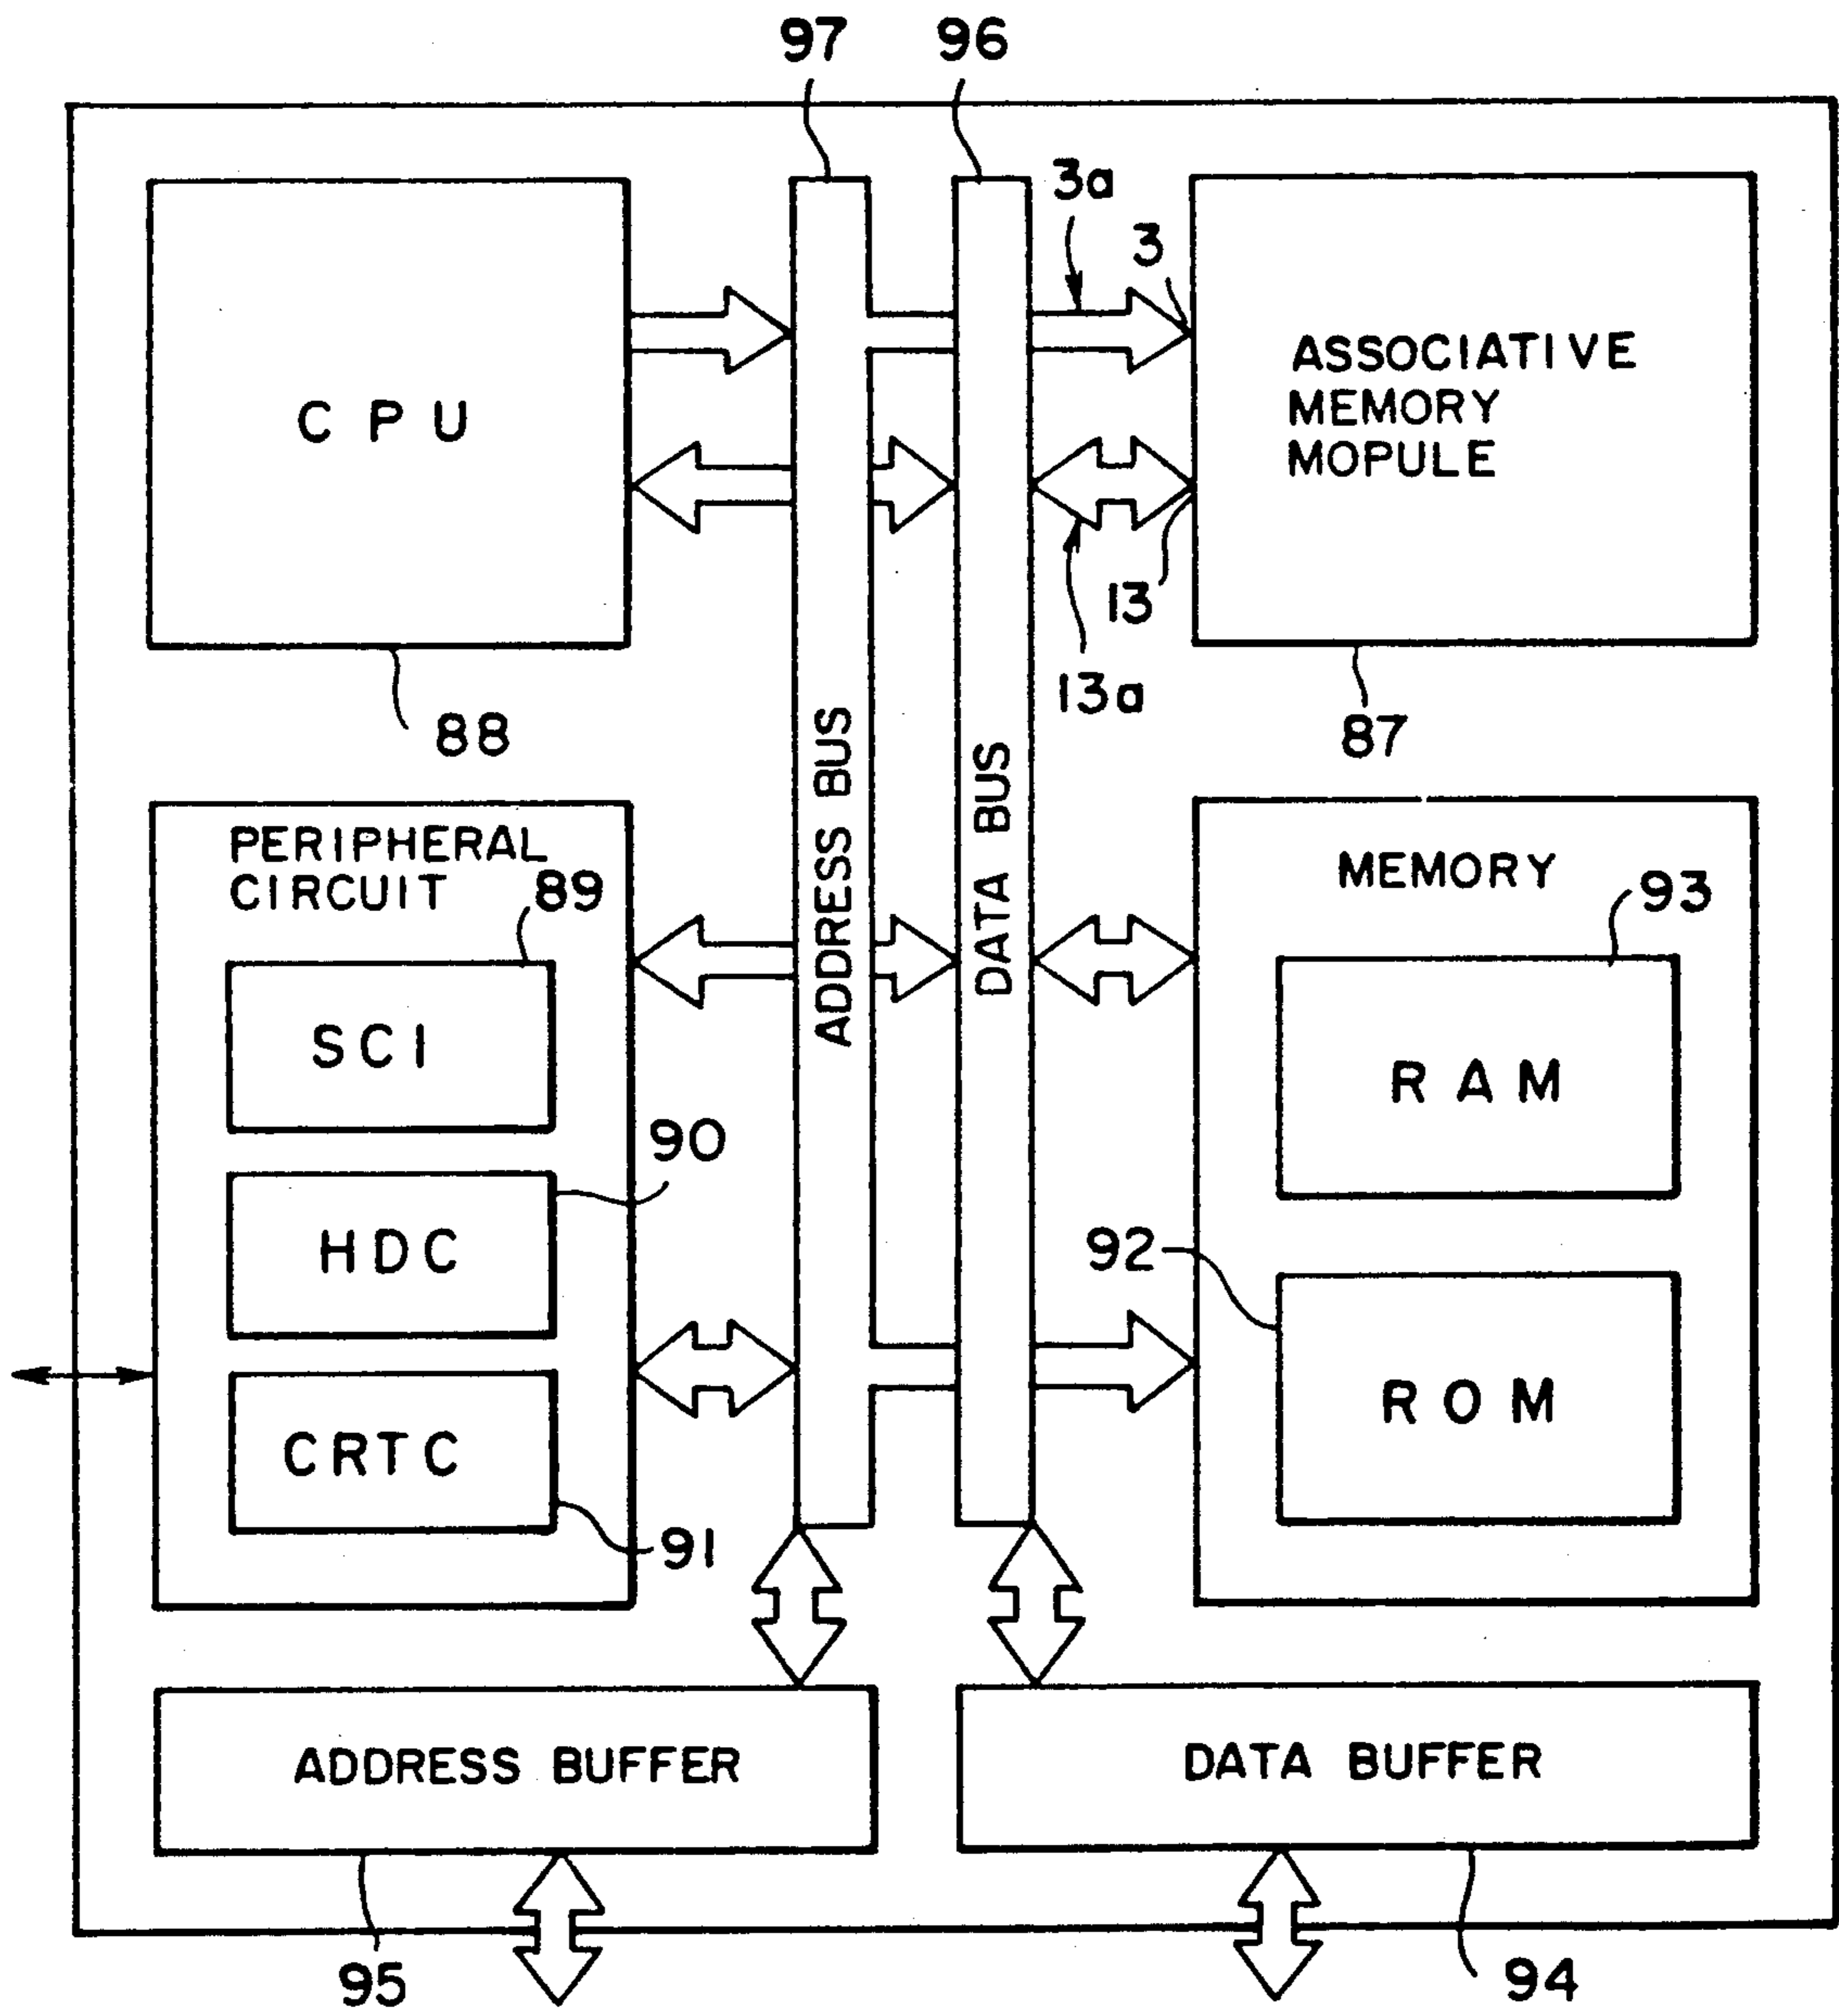 97
96
3a
3
CPU
ASSOCIATIVE
MEMORY
MOPULE
13
13a
88
87
ADDRESS BUS
DATA BUS
PERIPHERAL
CIRCUIT
89
MEMORY
93
SCI
RAM
90
HDC
92
CRTC
ROM
91
ADDRESS BUFFER
DATA BUFFER
95
94